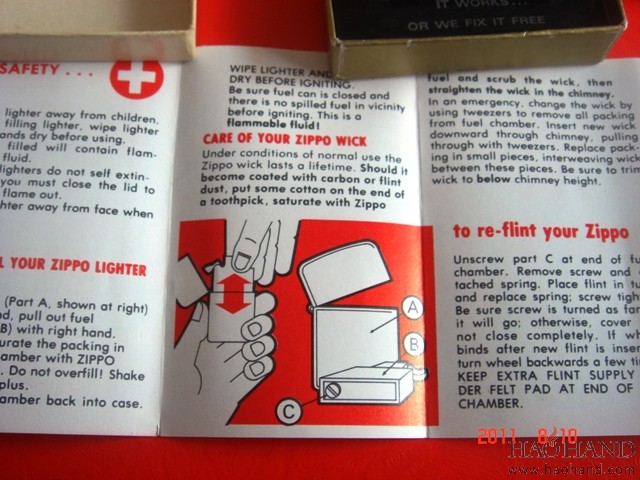 IT WORKS...
OR WE FIX IT FREE
SAFETY...
lighter away from children,
filling lighter, wipe lighter
ands dry before using.
filled will contain flam-
fluid.
lighters do not self extin-
you must close the lid to
flame out.
hter away from face when
L YOUR ZIPPO LIGHTER
(Part A, shown at right)
nd, pull out fuel
B) with right hand.
urate the packing in
amber with ZIPPO
. Do not overfill! Shake
plus.
amber back into case.
WIPE LIGHTER AND
DRY BEFORE IGNITING.
Be sure fuel can is closed and
there is no spilled fuel in vicinity
before igniting. This is a
flammable fluid!
CARE OF YOUR ZIPPO WICK
Under conditions of normal use the
Zippo wick lasts a lifetime. Should it
become coated with carbon or flint
dust, put some cotton on the end of
a toothpick, saturate with Zippo
A
B
C
fuel and scrub the wick, then
straighten the wick in the chimney.
In an emergency, change the wick by
using tweezers to remove all packing
from fuel chamber. Insert new wick
downward through chimney, pulling
through with tweezers. Replace pack-
ing in small pieces, interweaving wick
between these pieces. Be sure to trim
wick to below chimney height.
to re-flint your Zippo
Unscrew part C at end of fu
chamber. Remove screw and
tached spring. Place flint in tu
and replace spring; screw tigh
Be sure screw is turned as far
it will go; otherwise, cover
not close completely. If wh
binds after new flint is inser
turn wheel backwards a few ti
KEEP EXTRA FLINT SUPPLY
DER FELT PAD AT END OF
CHAMBER.
2011 8/10
HAOHAND
www.haohand.com